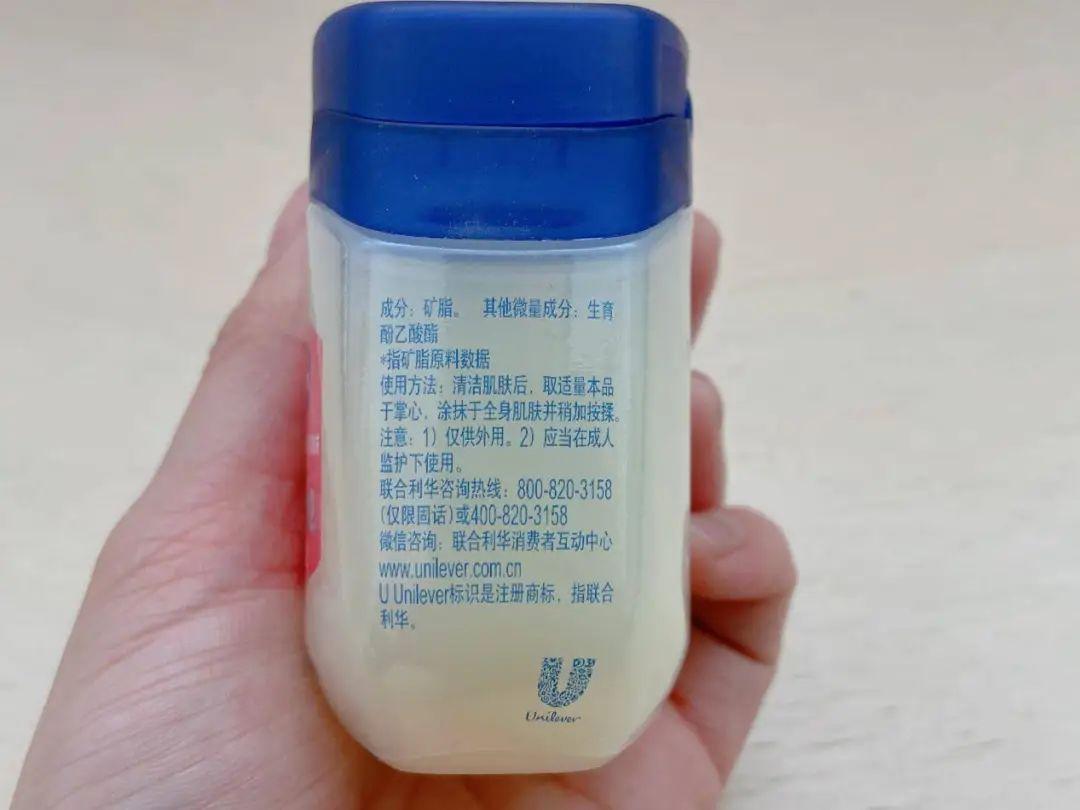 成分：矿脂。 其他微量成分：生育
酚乙酸酯
*指矿脂原料数据
使用方法：清洁肌肤后，取适量本品
于掌心，涂抹于全身肌肤并稍加按揉。
注意：1）仅供外用。2）应当在成人
监护下使用。
联合利华咨询热线：800-820-3158
(仅限固话)或400-820-3158
微信咨询：联合利华消费者互动中心
www.unilever.com.cn
U Unilever标识是注册商标，指联合
利华。
Unilever